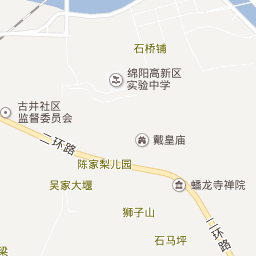 石桥铺
绵阳高新区
实验中学
古井社区
监督委员会
二环路
戴皇庙
陈家梨儿园
吴家大堰
蟠龙寺禅院
狮子山
二环路
石马坪
梁